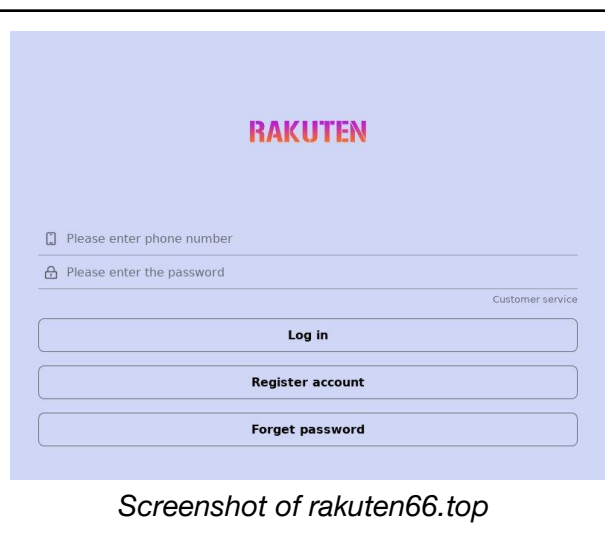 RAKUTEN
Please enter phone number
Please enter the password
Customer service
Log in
Register account
Forget password
Screenshot of rakuten66.top